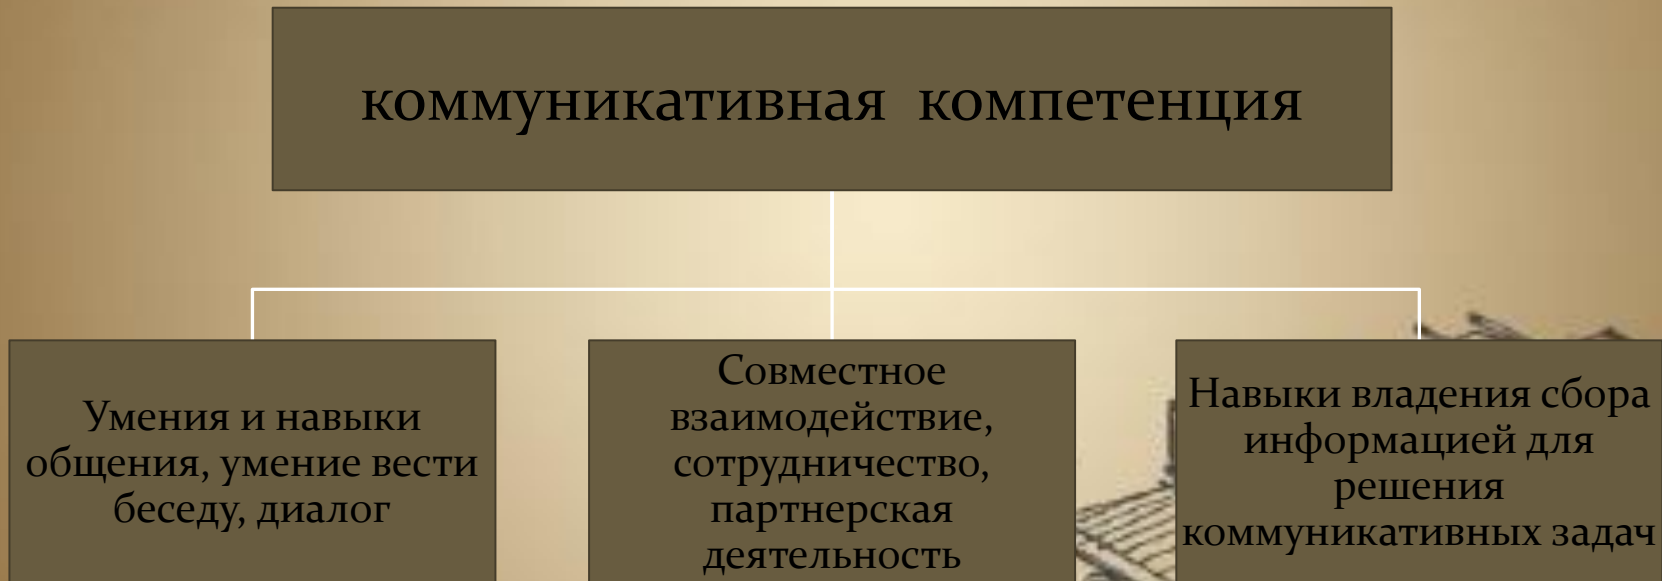 коммуникативная компетенция
Умения и навыки
общения, умение вести
беседу, диалог
Совместное
взаимодействие,
сотрудничество,
партнерская
деятельность
Навыки владения сбора
информацией для
решения
коммуникативных задач